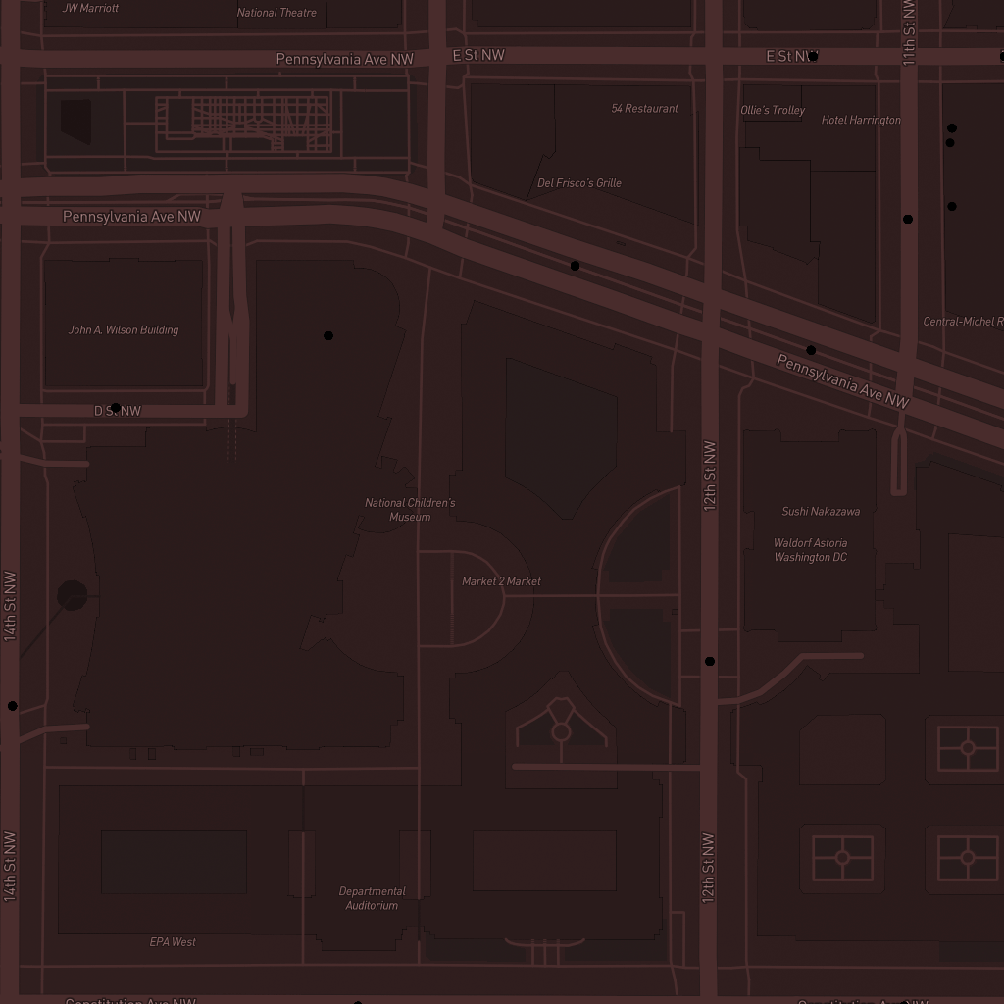 JW Marriott
National Theatre
Pennsylvania Ave NW
E St NW
E St NW
11th St NW
54 Restaurant
Ollie's Trolley
Hotel Harrington
Del Frisco's Grille
Pennsylvania Ave NW
John A. Wilson Building
Central-Michel R
Pennsylvania Ave NW
D St NW
12th St NW
National Children's
Museum
Sushi Nakazawa
Waldorf Astoria
Washington DC
Market 2 Market
14th St NW
14th St NW
12th St NW
Departmental
Auditorium
EPA West
Constitution Ave NW
Constitution Ave NW